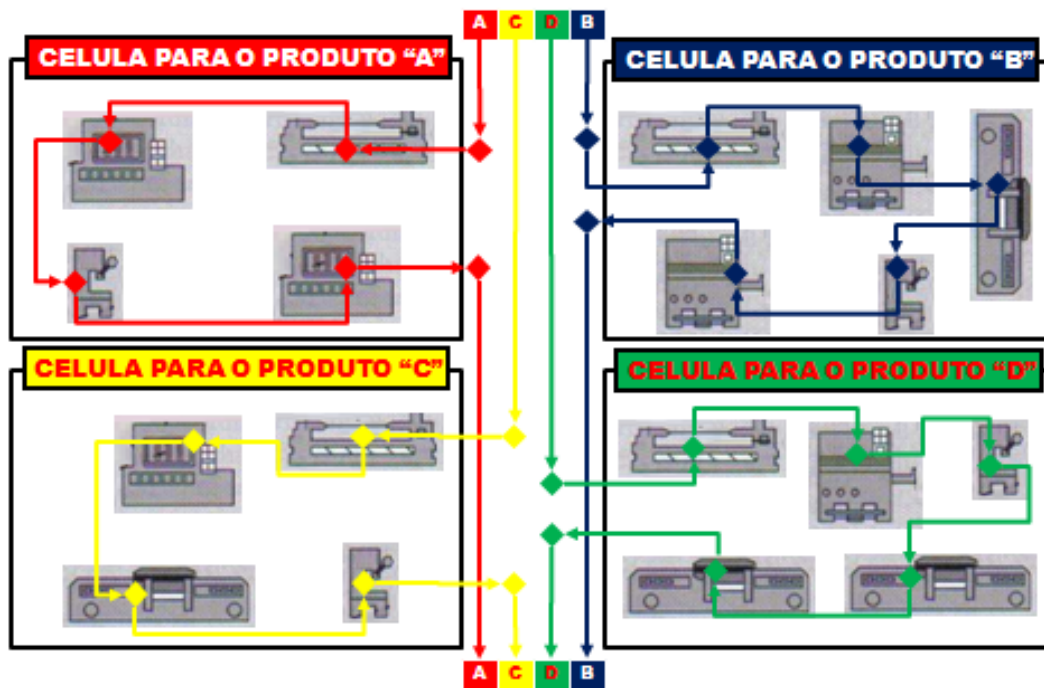 A C D B
CELULA PARA O PRODUTO “A”
CELULA PARA O PRODUTO “B”
CELULA PARA O PRODUTO “C”
CELULA PARA O PRODUTO “D”
A C D B